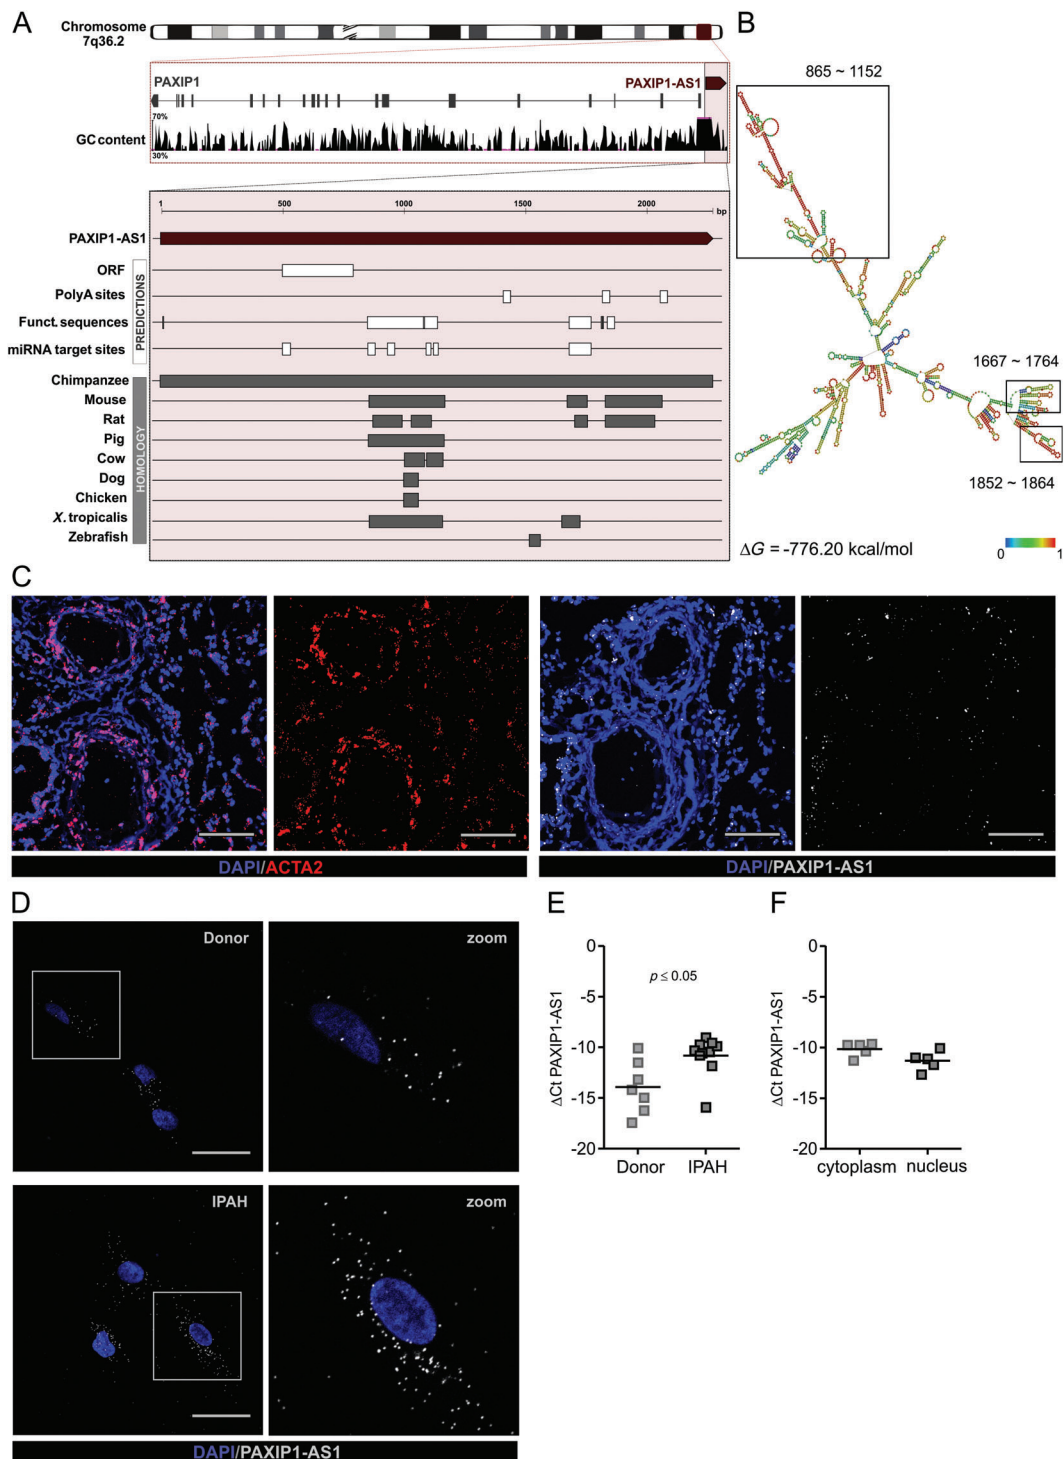 A
Chromosome
7q36.2
PAXIP1
PAXIP1-AS1
70%
GC content
30%
1
500
1000
1500
2000
bp
PAXIP1-AS1
PREDICTIONS
ORF
PolyA sites
Funct. sequences
miRNA target sites
HOMOLOGY
Chimpanzee
Mouse
Rat
Pig
Cow
Dog
Chicken
X. tropicalis
Zebrafish
B
865 ~ 1152
1667 ~ 1764
1852 ~ 1864
ΔG = -776.20 kcal/mol
0
1
C
DAPI/ACTA2
DAPI/PAXIP1-AS1
D
Donor
zoom
IPAH
zoom
DAPI/PAXIP1-AS1
E
ΔCt PAXIP1-AS1
0
-5
-10
-15
-20
p ≤ 0.05
Donor
IPAH
F
ΔCt PAXIP1-AS1
0
-5
-10
-15
-20
cytoplasm
nucleus